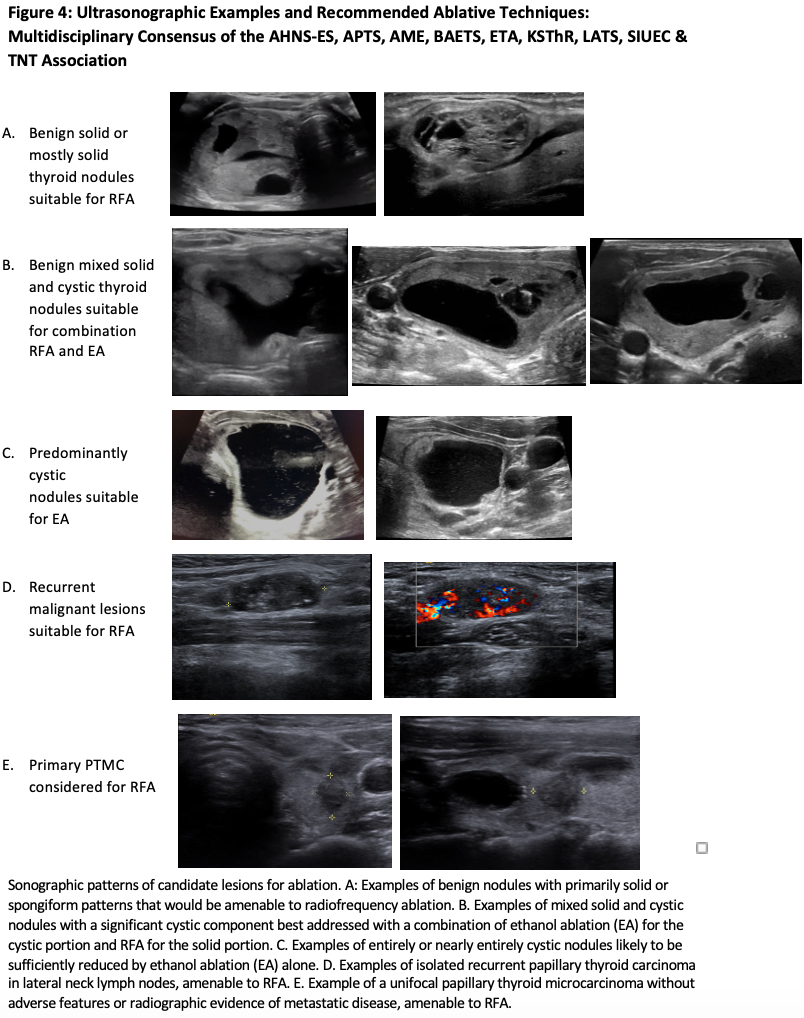 Figure 4: Ultrasonographic Examples and Recommended Ablative Techniques:
Multidisciplinary Consensus of the AHNS-ES, APTS, AME, BAETS, ETA, KSThR, LATS, SIUEC &
TNT Association
A. Benign solid or
mostly solid
thyroid nodules
suitable for RFA
B. Benign mixed solid
and cystic thyroid
nodules suitable
for combination
RFA and EA
C. Predominantly
cystic
nodules suitable
for EA
D. Recurrent
malignant lesions
suitable for RFA
E. Primary PTMC
considered for RFA
Sonographic patterns of candidate lesions for ablation. A: Examples of benign nodules with primarily solid or
spongiform patterns that would be amenable to radiofrequency ablation. B. Examples of mixed solid and cystic
nodules with a significant cystic component best addressed with a combination of ethanol ablation (EA) for the
cystic portion and RFA for the solid portion. C. Examples of entirely or nearly entirely cystic nodules likely to be
sufficiently reduced by ethanol ablation (EA) alone. D. Examples of isolated recurrent papillary thyroid carcinoma
in lateral neck lymph nodes, amenable to RFA. E. Example of a unifocal papillary thyroid microcarcinoma without
adverse features or radiographic evidence of metastatic disease, amenable to RFA.